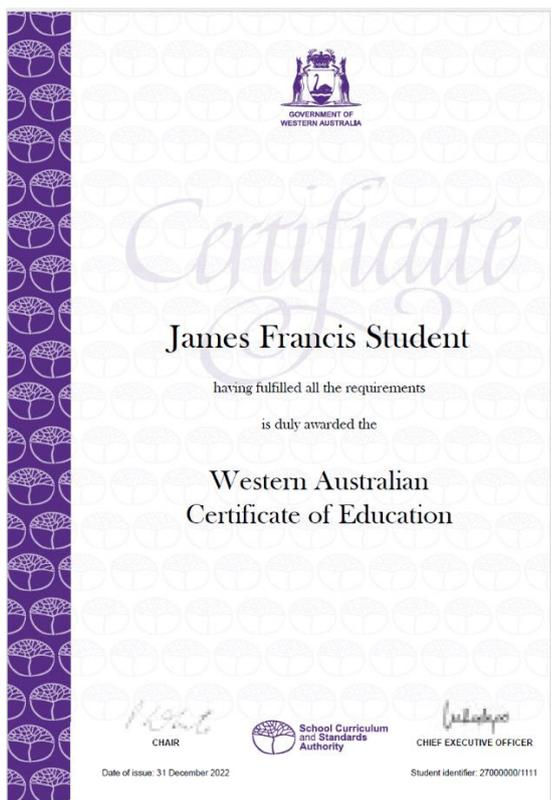 GOVERNMENT OF
WESTERN AUSTRALIA
Certificate
James Francis Student
having fulfilled all the requirements
is duly awarded the
Western Australian
Certificate of Education
CHAIR
School Curriculum
and Standards
Authority
CHIEF EXECUTIVE OFFICER
Date of issue: 31 December 2022
Student identifier: 27000000/1111